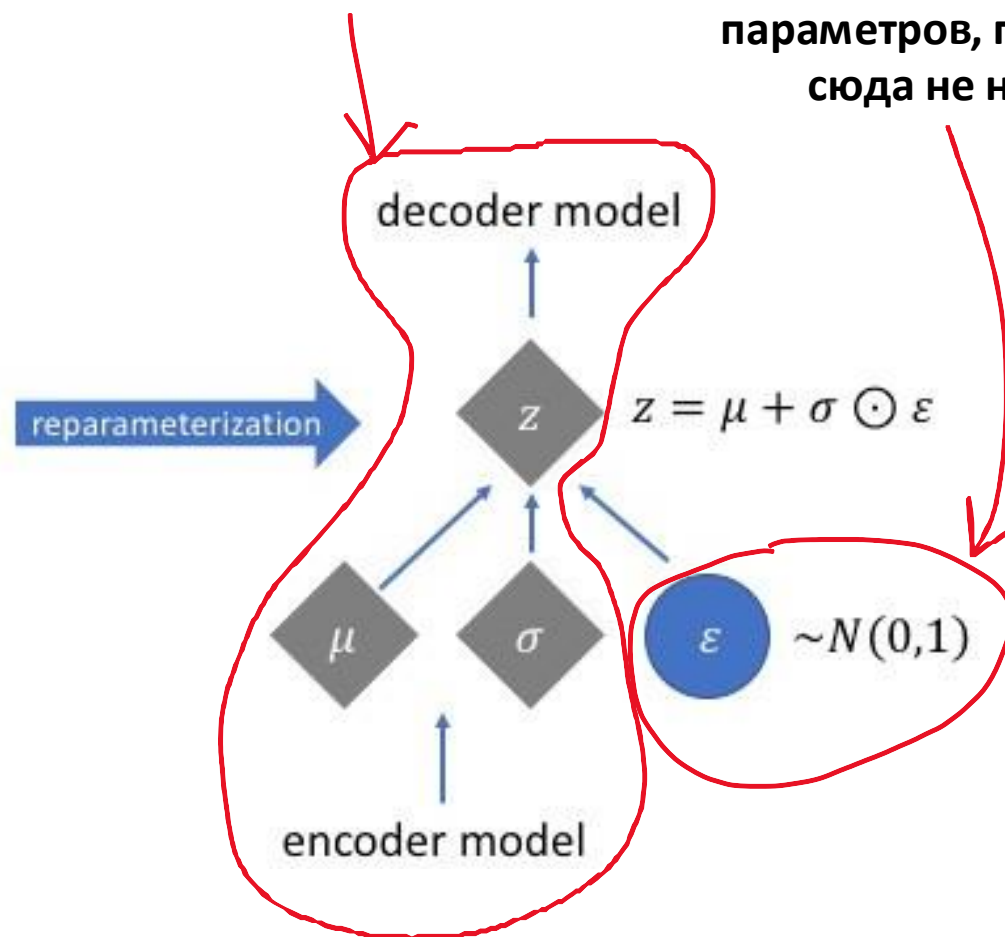 параметров,
сюда не
decoder model
reparameterization
z
z = μ + σ ⊙ ε
μ
σ
ε
~N(0,1)
encoder model